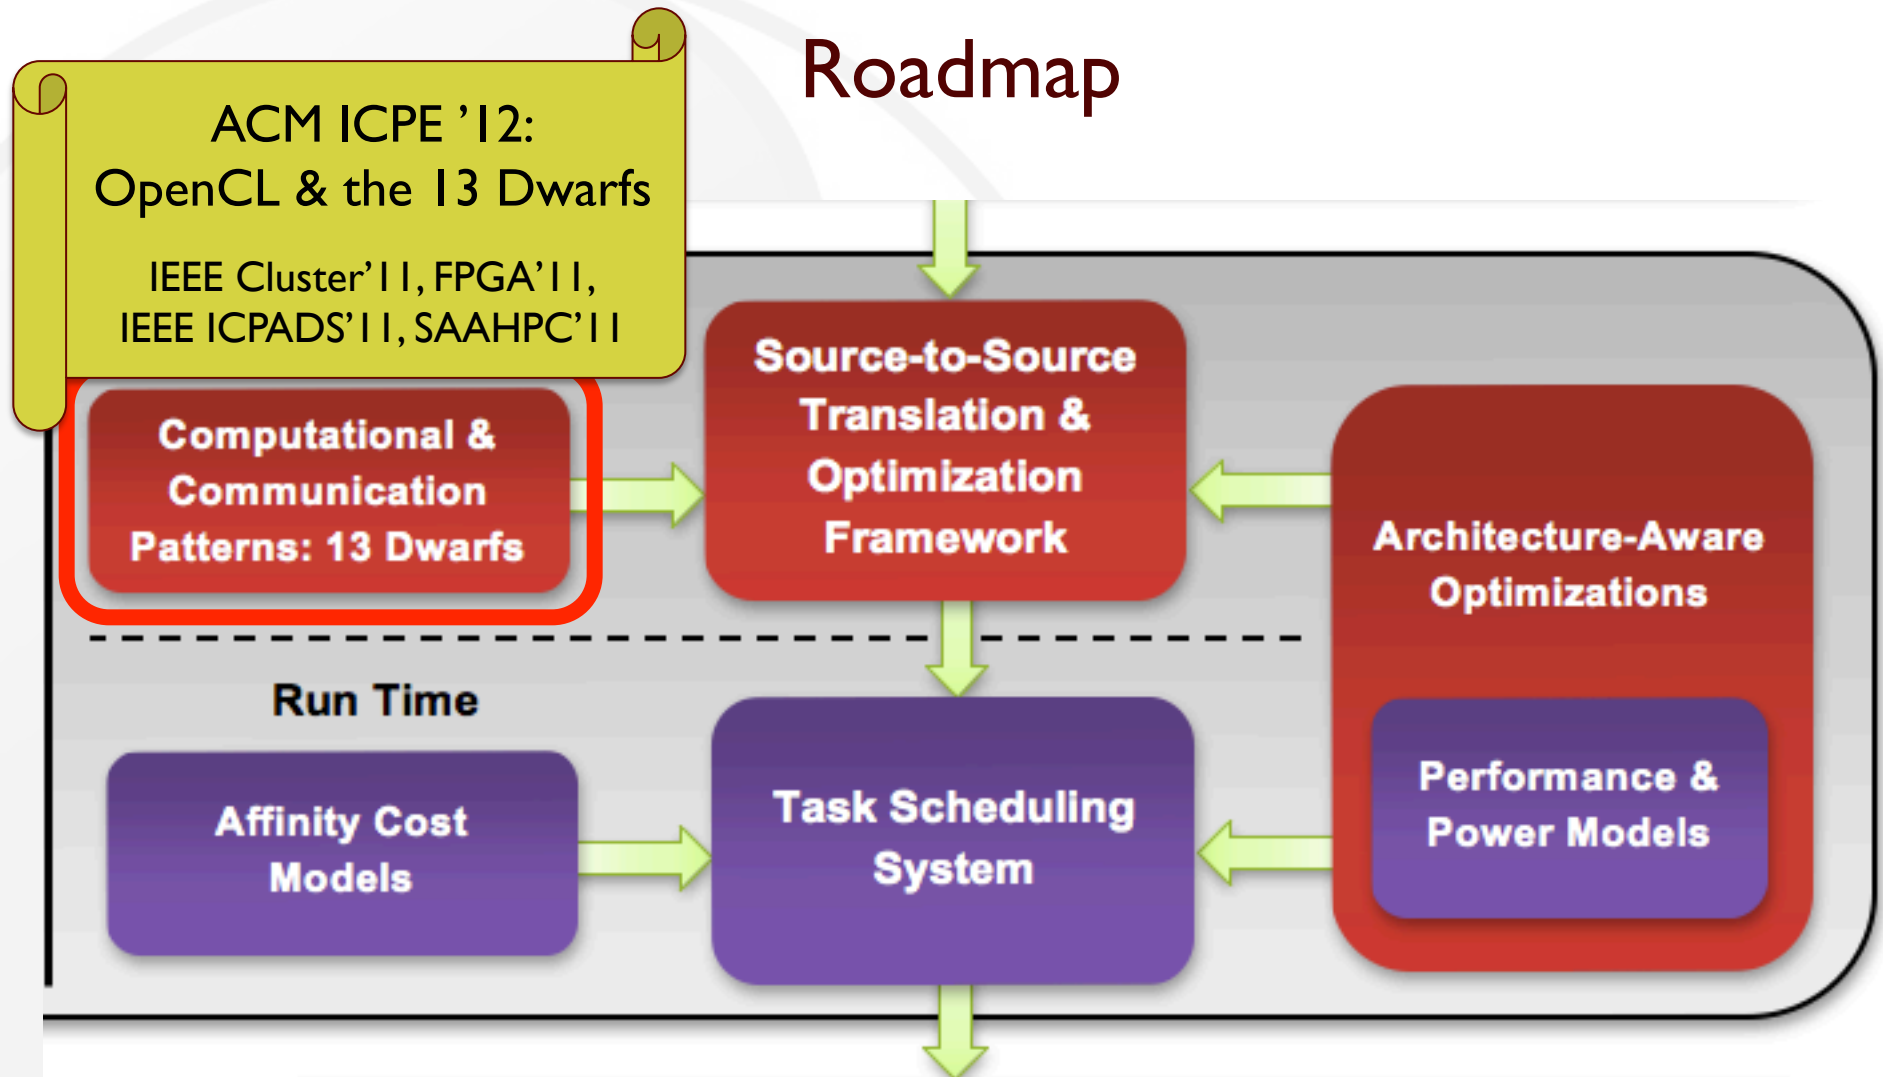 Roadmap
ACM ICPE ’12:
OpenCL & the 13 Dwarfs
IEEE Cluster’11, FPGA’11,
IEEE ICPADS’11, SAAHPC’11
Computational &
Communication
Patterns: 13 Dwarfs
Source-to-Source
Translation &
Optimization
Framework
Architecture-Aware
Optimizations
Run Time
Affinity Cost
Models
Task Scheduling
System
Performance &
Power Models